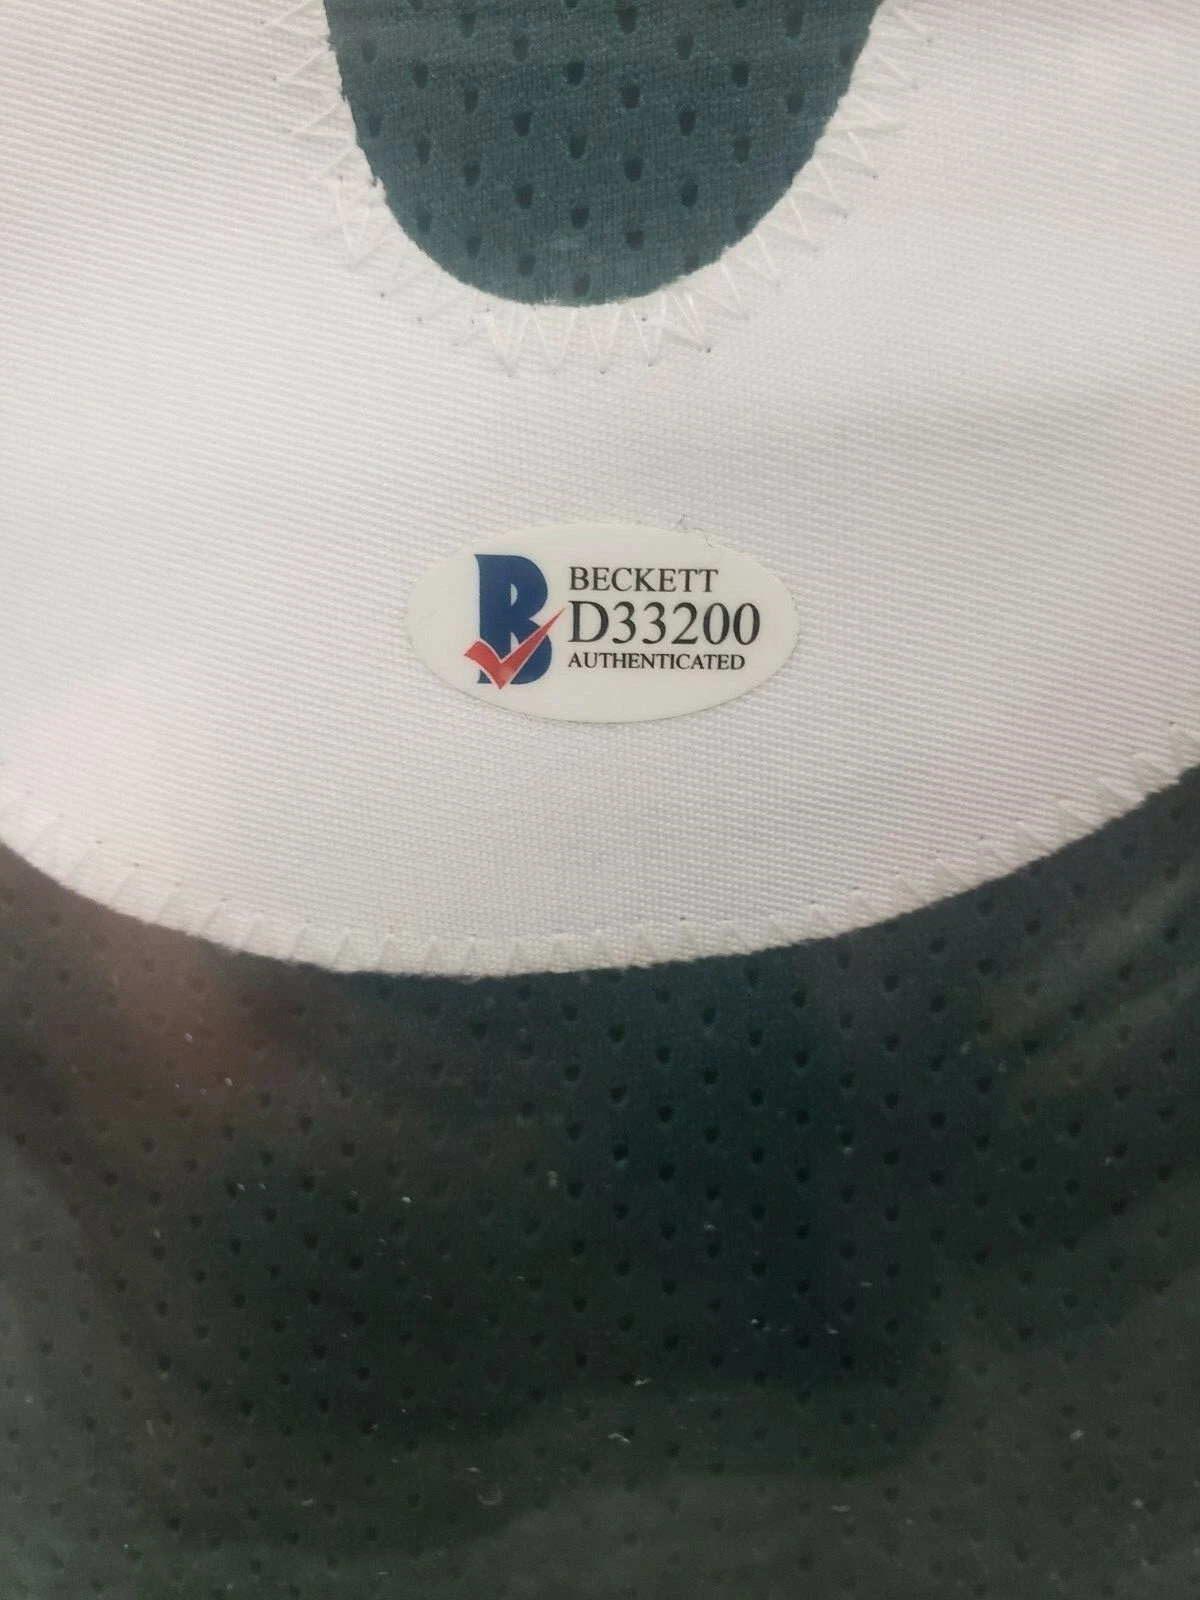 B BECKETT
D33200
AUTHENTICATED